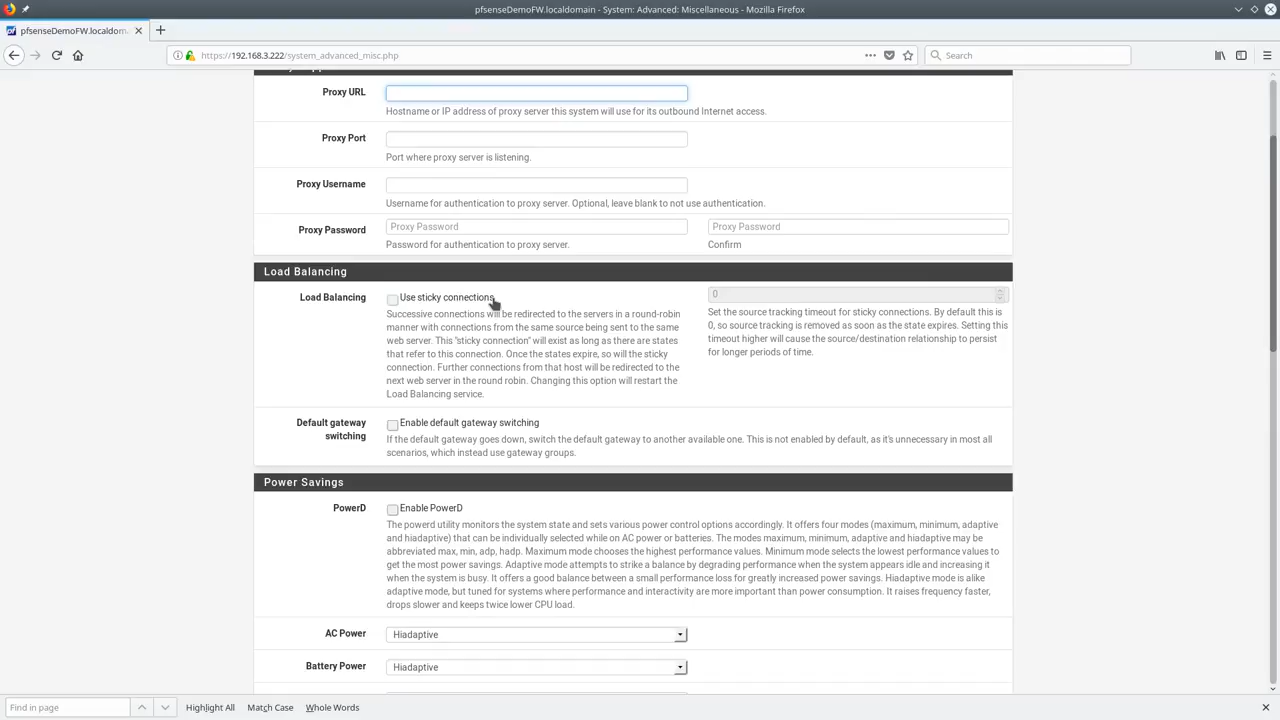 pfsenseDemoFW.localdomain - System: Advanced: Miscellaneous - Mozilla Firefox
pfsenseDemoFW.localdom
https://192.168.3.222/system_advanced_misc.php
Search
Proxy URL
Hostname or IP address of proxy server this system will use for its outbound Internet access.
Proxy Port
Port where proxy server is listening.
Proxy Username
Username for authentication to proxy server. Optional, leave blank to not use authentication.
Proxy Password
Proxy Password
Proxy Password
Password for authentication to proxy server.
Confirm
Load Balancing
Load Balancing
Use sticky connections
Successive connections will be redirected to the servers in a round-robin
manner with connections from the same source being sent to the same
web server. This "sticky connection" will exist as long as there are states
that refer to this connection. Once the states expire, so will the sticky
connection. Further connections from that host will be redirected to the
next web server in the round robin. Changing this option will restart the
Load Balancing service.
0
Set the source tracking timeout for sticky connections. By default this is
0, so source tracking is removed as soon as the state expires. Setting this
timeout higher will cause the source/destination relationship to persist
for longer periods of time.
Default gateway
switching
Enable default gateway switching
If the default gateway goes down, switch the default gateway to another available one. This is not enabled by default, as it's unnecessary in most all
scenarios, which instead use gateway groups.
Power Savings
PowerD
Enable PowerD
The powerd utility monitors the system state and sets various power control options accordingly. It offers four modes (maximum, minimum, adaptive
and hiadaptive) that can be individually selected while on AC power or batteries. The modes maximum, minimum, adaptive and hiadaptive may be
abbreviated max, min, adp, hadp. Maximum mode chooses the highest performance values. Minimum mode selects the lowest performance values to
get the most power savings. Adaptive mode attempts to strike a balance by degrading performance when the system appears idle and increasing it
when the system is busy. It offers a good balance between a small performance loss for greatly increased power savings. Hiadaptive mode is alike
adaptive mode, but tuned for systems where performance and interactivity are more important than power consumption. It raises frequency faster,
drops slower and keeps twice lower CPU load.
AC Power
Hiadaptive
Battery Power
Hiadaptive
Find in page
Highlight All
Match Case
Whole Words